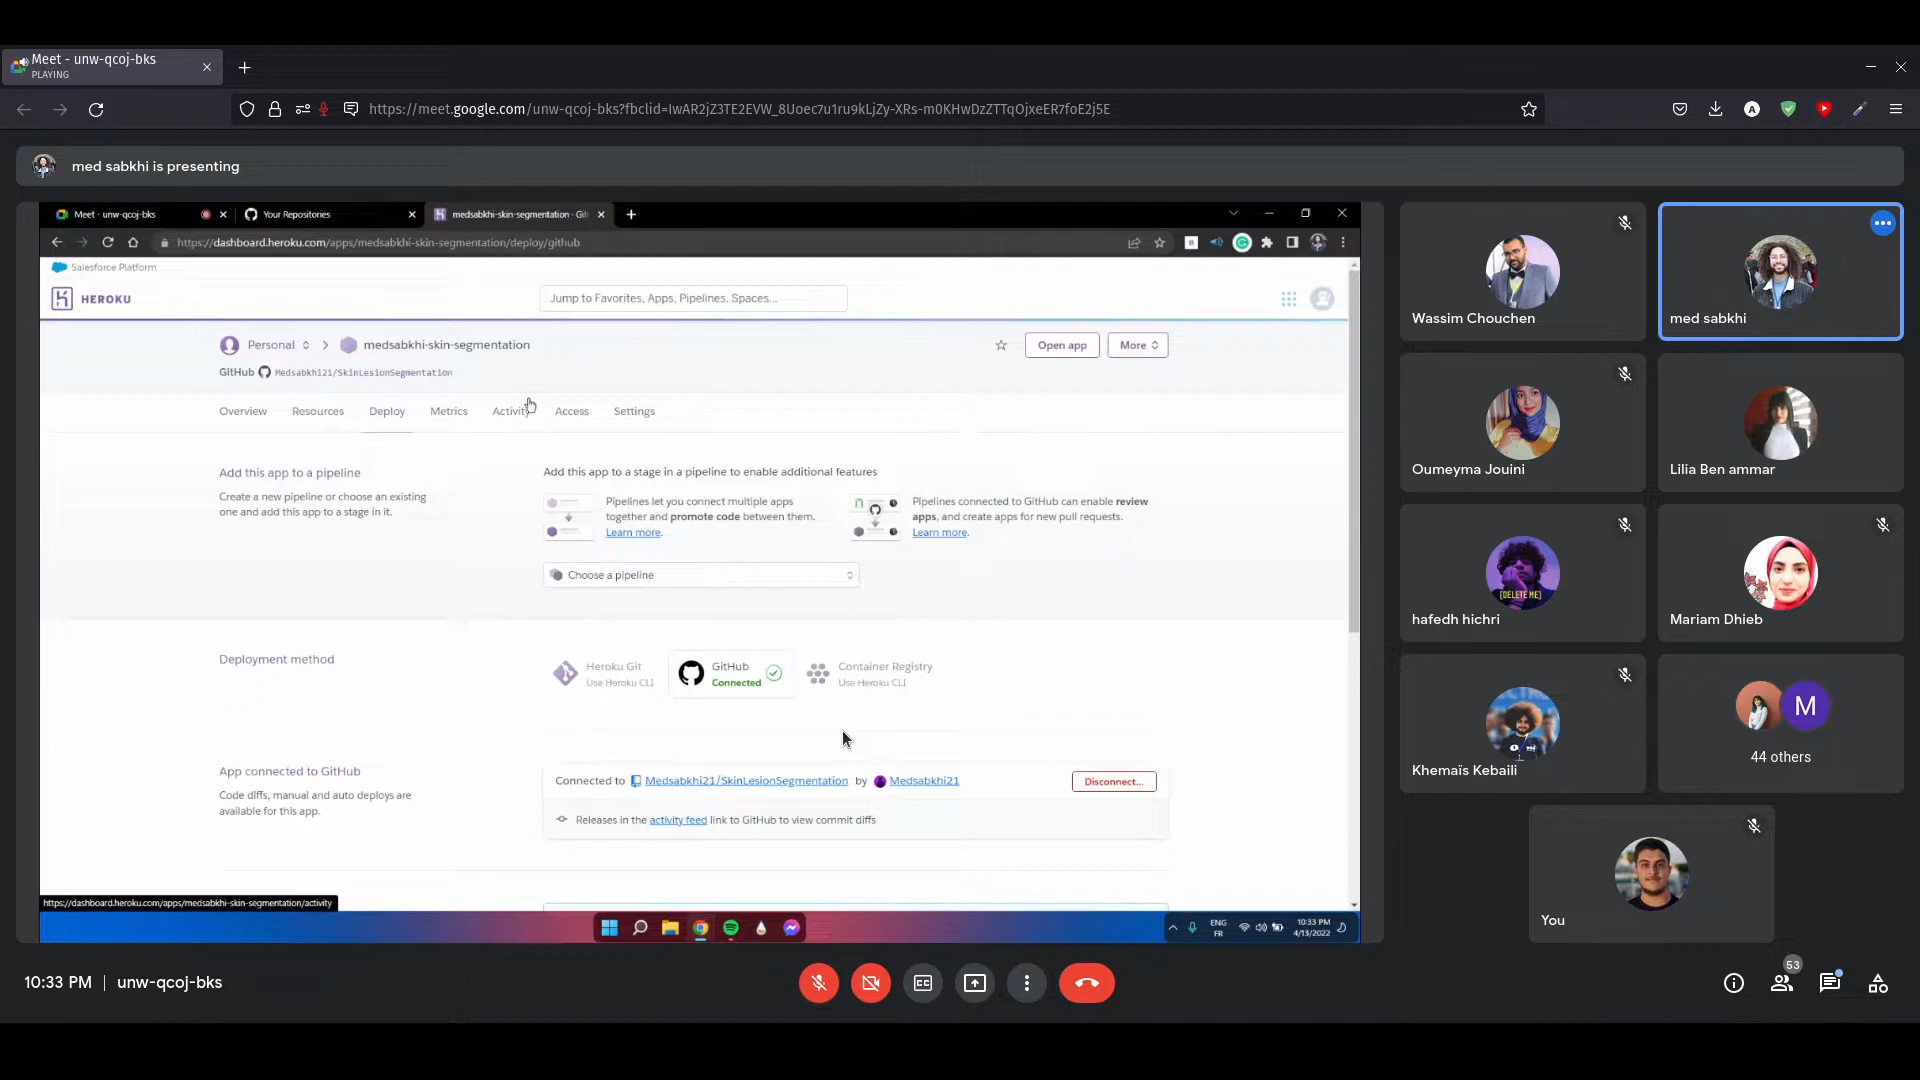 Meet - unw-qcoj-bks
PLAYING
https://meet.google.com/unw-qcoj-bks?fbclid=IwAR2jZ3TE2EVW_8Uoec7u1ru9kLjZy-XRs-m0KHwDzZTTqOjxeER7foE2j5E
A
med sabkhi is presenting
Meet - unw-qcoj-bks
Your Repositories
medsabkhi-skin-segmentation · Git
https://dashboard.heroku.com/apps/medsabkhi-skin-segmentation/deploy/github
Salesforce Platform
HEROKU
Jump to Favorites, Apps, Pipelines, Spaces...
Personal
medsabkhi-skin-segmentation
Open app
More
GitHub
Medsabkhi21/SkinLesionSegmentation
Overview
Resources
Deploy
Metrics
Activity
Access
Settings
Add this app to a pipeline
Create a new pipeline or choose an existing
one and add this app to a stage in it.
Add this app to a stage in a pipeline to enable additional features
Pipelines let you connect multiple apps
together and promote code between them.
Learn more.
Pipelines connected to GitHub can enable review
apps, and create apps for new pull requests.
Learn more.
Choose a pipeline
Deployment method
Heroku Git
Use Heroku CLI
GitHub
Connected
Container Registry
Use Heroku CLI
App connected to GitHub
Code diffs, manual and auto deploys are
available for this app.
Connected to Medsabkhi21/SkinLesionSegmentation by Medsabkhi21
Disconnect...
Releases in the activity feed link to GitHub to view commit diffs
https://dashboard.heroku.com/apps/medsabkhi-skin-segmentation/activity
ENG
FR
10:33 PM
4/13/2022
Wassim Chouchen
med sabkhi
Oumeyma Jouini
Lilia Ben ammar
[DELETE ME]
hafedh hichri
Mariam Dhieb
Khemaïs Kebaili
M
44 others
You
10:33 PM | unw-qcoj-bks
53